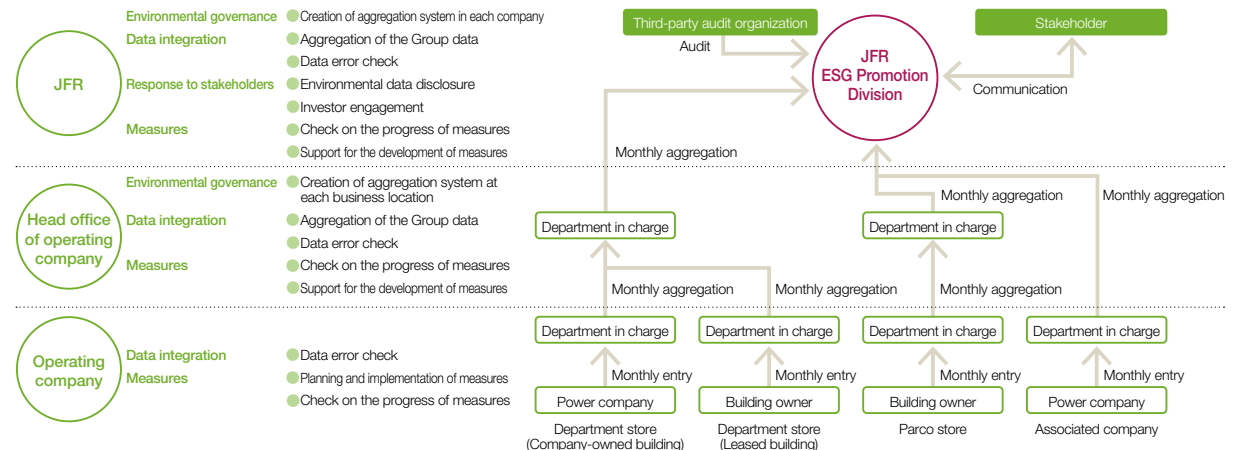 JFR
Environmental governance
Creation of aggregation system in each company
Data integration
Aggregation of the Group data
Data error check
Response to stakeholders
Environmental data disclosure
Investor engagement
Measures
Check on the progress of measures
Support for the development of measures
Third-party audit organization
Audit
JFR
ESG Promotion
Division
Stakeholder
Communication
Monthly aggregation
Head office
of operating
company
Environmental governance
Creation of aggregation system at
each business location
Data integration
Aggregation of the Group data
Data error check
Measures
Check on the progress of measures
Support for the development of measures
Monthly aggregation
Monthly aggregation
Department in charge
Department in charge
Monthly aggregation
Monthly aggregation
Monthly aggregation
Operating
company
Data integration
Data error check
Measures
Planning and implementation of measures
Check on the progress of measures
Department in charge
Department in charge
Department in charge
Department in charge
Monthly entry
Monthly entry
Monthly entry
Monthly entry
Power company
Building owner
Building owner
Power company
Department store
(Company-owned building)
Department store
(Leased building)
Parco store
Associated company